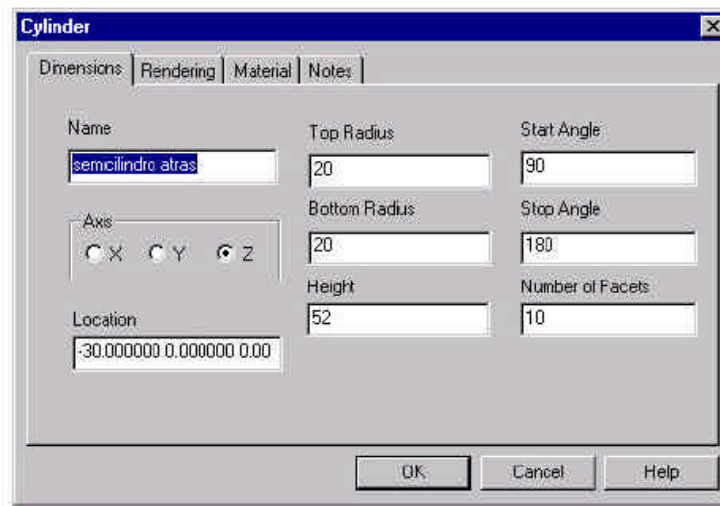 Cylinder
Dimensions Rendering Material Notes
Name
semicilindro atras
Axis
X Y Z
Location
-30.000000 0.000000 0.00
Top Radius
20
Bottom Radius
20
Height
52
Start Angle
90
Stop Angle
180
Number of Facets
10
OK Cancel Help